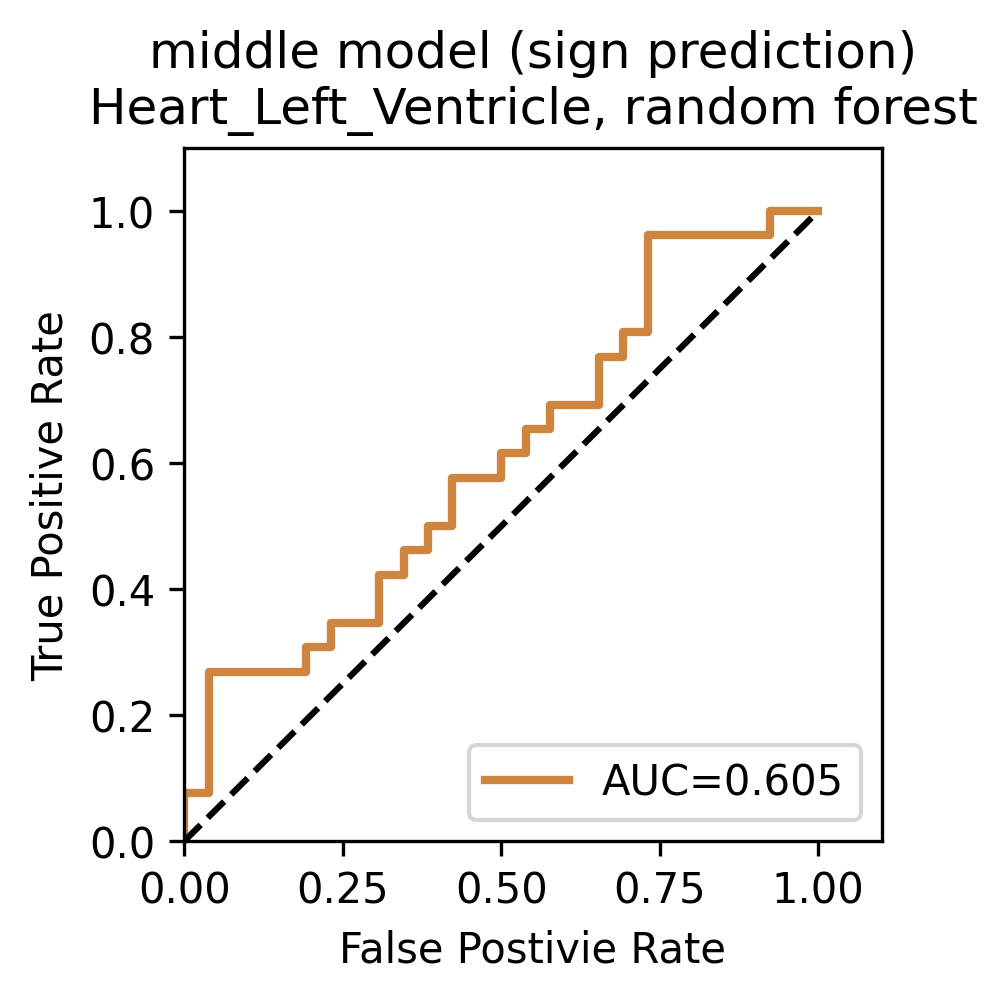 middle model (sign prediction)
Heart_Left_Ventricle, random forest
1.0
0.8
0.6
0.4
0.2
0.0
True Positive Rate
AUC=0.605
0.00 0.25 0.50 0.75 1.00
False Postivie Rate